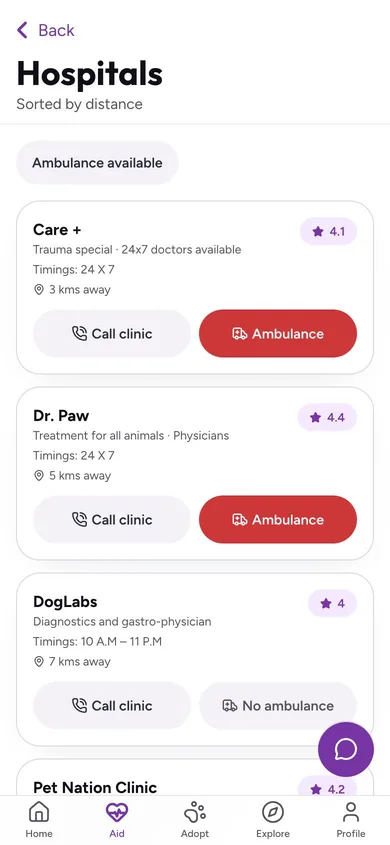 Back
Hospitals
Sorted by distance
Ambulance available
Care +
4.1
Trauma special · 24x7 doctors available
Timings: 24 X 7
3 kms away
Call clinic
Ambulance
Dr. Paw
4.4
Treatment for all animals · Physicians
Timings: 24 X 7
5 kms away
Call clinic
Ambulance
DogLabs
4
Diagnostics and gastro-physician
Timings: 10 A.M – 11 P.M
7 kms away
Call clinic
No ambulance
Pet Nation Clinic
4.2
Home
Aid
Adopt
Explore
Profile